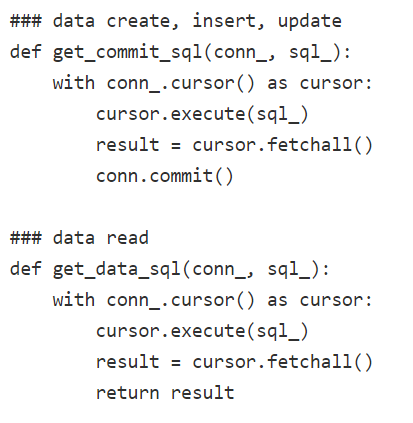 ### data create, insert, update
def get_commit_sql(conn_, sql_):
    with conn_.cursor() as cursor:
        cursor.execute(sql_)
        result = cursor.fetchall()
        conn.commit()

### data read
def get_data_sql(conn_, sql_):
    with conn_.cursor() as cursor:
        cursor.execute(sql_)
        result = cursor.fetchall()
        return result